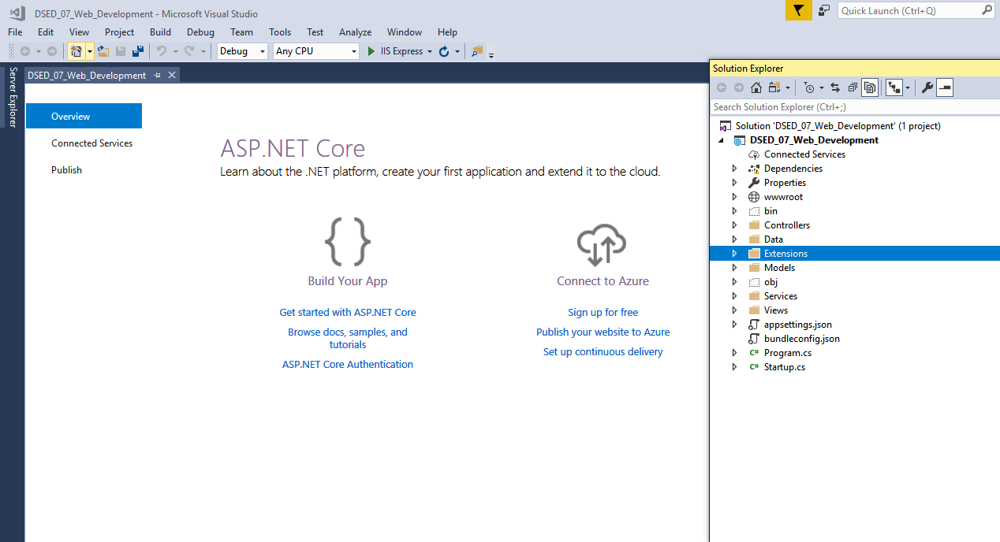 DSED_07_Web_Development - Microsoft Visual Studio
Quick Launch (Ctrl+Q)
File Edit View Project Build Debug Team Tools Test Analyze Window Help
Debug Any CPU IIS Express
Server Explorer
DSED_07_Web_Development
Overview
Connected Services
Publish
ASP.NET Core
Learn about the .NET platform, create your first application and extend it to the cloud.
Build Your App
Get started with ASP.NET Core
Browse docs, samples, and
tutorials
ASP.NET Core Authentication
Connect to Azure
Sign up for free
Publish your website to Azure
Set up continuous delivery
Solution Explorer
Search Solution Explorer (Ctrl+;)
Solution 'DSED_07_Web_Development' (1 project)
DSED_07_Web_Development
Connected Services
Dependencies
Properties
wwwroot
bin
Controllers
Data
Extensions
Models
obj
Services
Views
appsettings.json
bundleconfig.json
C# Program.cs
C# Startup.cs